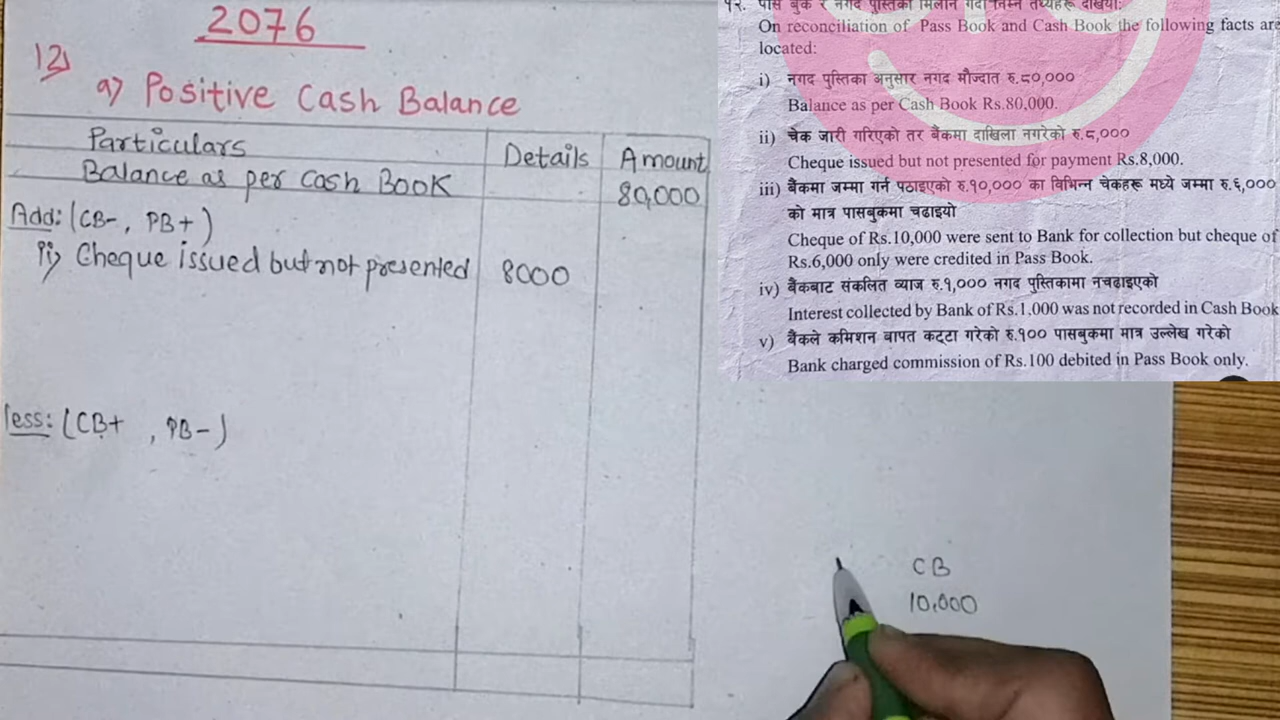 2076
12)
a) Positive Cash Balance
Particulars Details Amount
Balance as per Cash BOOK 80,000
Add: (CB-, PB+)
ii) Cheque issued but not presented 8000
less: (CB+ , PB-)
CB
10,000
१२. पास बुक र नगद पुस्तिका मिलान गर्दा निम्न तथ्यहरू देखियो:
On reconciliation of Pass Book and Cash Book the following facts are
located:
i) नगद पुस्तिका अनुसार नगद मौज्दात रु.८०,०००
Balance as per Cash Book Rs.80,000.
ii) चेक जारी गरिएको तर बैंकमा दाखिला नगरेको रु.८,०००
Cheque issued but not presented for payment Rs.8,000.
iii) बैंकमा जम्मा गर्न पठाइएको रु.१०,००० का विभिन्न चेकहरू मध्ये जम्मा रु.६,०००
को मात्र पासबुकमा चढाइयो
Cheque of Rs.10,000 were sent to Bank for collection but cheque of
Rs.6,000 only were credited in Pass Book.
iv) बैंकबाट संकलित ब्याज रु.१,००० नगद पुस्तिकामा नचढाइएको
Interest collected by Bank of Rs.1,000 was not recorded in Cash Book
v) बैंकले कमिशन बापत कट्टा गरेको रु.१०० पासबुकमा मात्र उल्लेख गरेको
Bank charged commission of Rs.100 debited in Pass Book only.